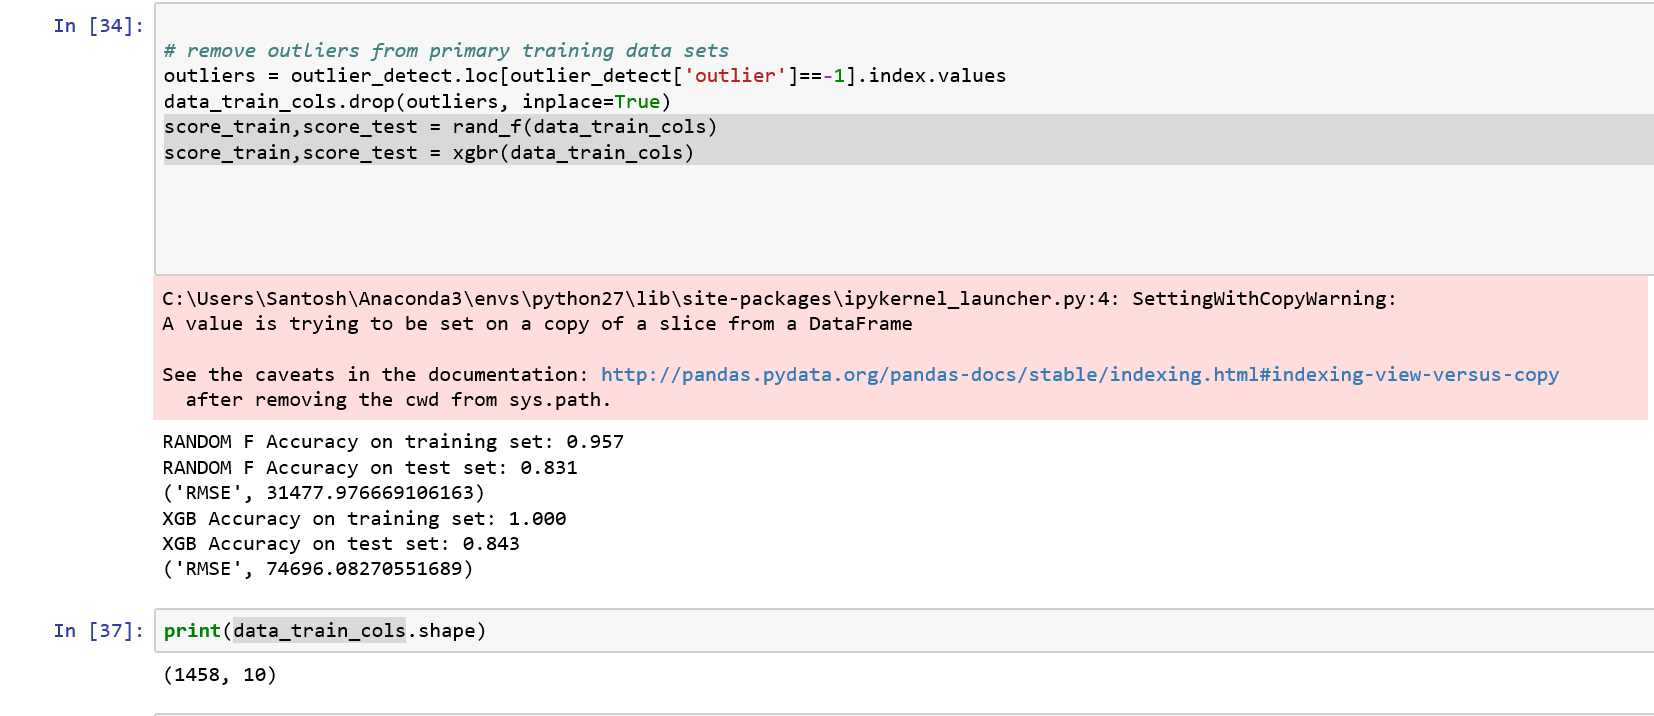 In [34]:
# remove outliers from primary training data sets
outliers = outlier_detect.loc[outlier_detect['outlier']==-1].index.values
data_train_cols.drop(outliers, inplace=True)
score_train,score_test = rand_f(data_train_cols)
score_train,score_test = xgbr(data_train_cols)
C:\Users\Santosh\Anaconda3\envs\python27\lib\site-packages\ipykernel_launcher.py:4: SettingWithCopyWarning:
A value is trying to be set on a copy of a slice from a DataFrame
See the caveats in the documentation: http://pandas.pydata.org/pandas-docs/stable/indexing.html#indexing-view-versus-copy
  after removing the cwd from sys.path.
RANDOM F Accuracy on training set: 0.957
RANDOM F Accuracy on test set: 0.831
('RMSE', 31477.976669106163)
XGB Accuracy on training set: 1.000
XGB Accuracy on test set: 0.843
('RMSE', 74696.08270551689)
In [37]: print(data_train_cols.shape)
(1458, 10)